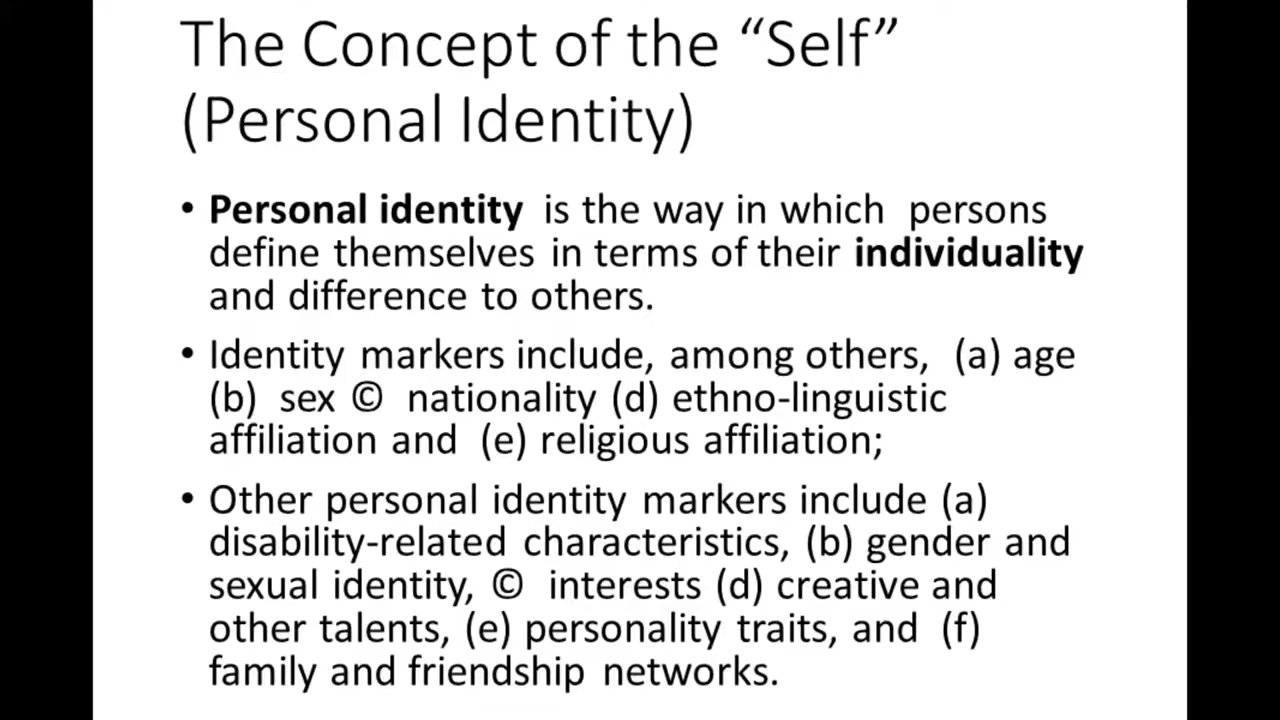 The Concept of the “Self”
(Personal Identity)
• Personal identity is the way in which persons
define themselves in terms of their individuality
and difference to others.
• Identity markers include, among others, (a) age
(b) sex © nationality (d) ethno-linguistic
affiliation and (e) religious affiliation;
• Other personal identity markers include (a)
disability-related characteristics, (b) gender and
sexual identity, © interests (d) creative and
other talents, (e) personality traits, and (f)
family and friendship networks.